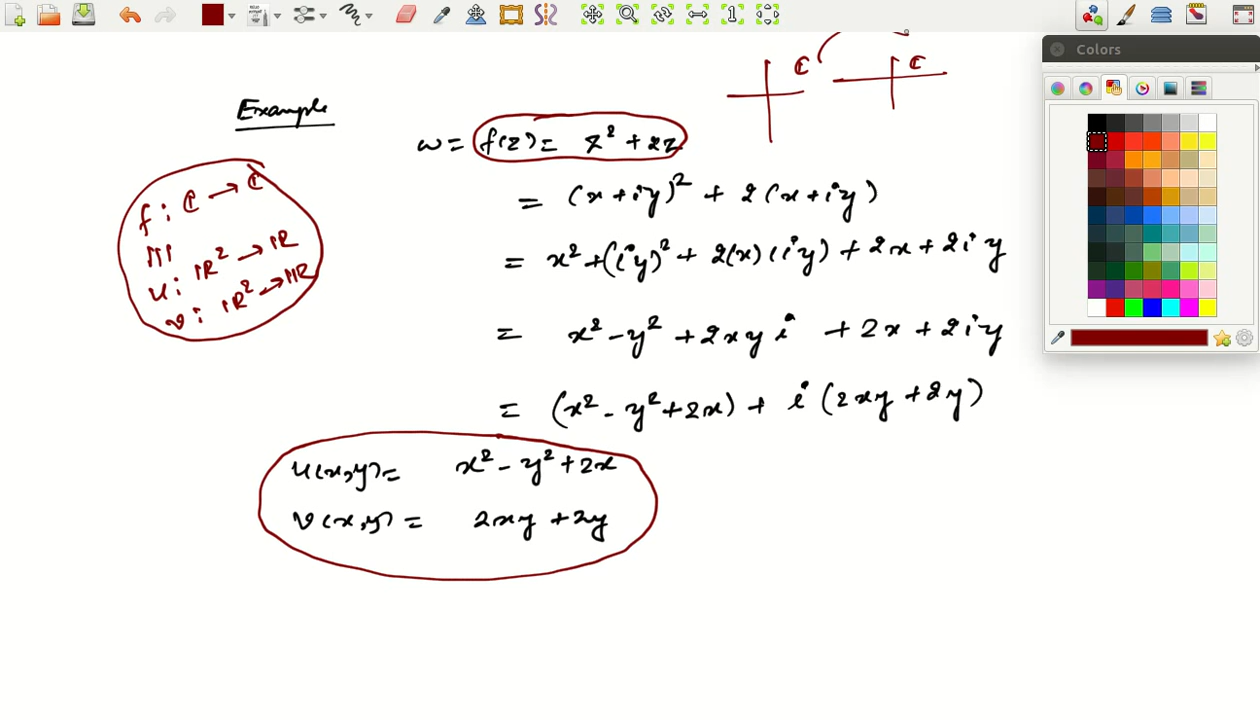 ℂ ℂ
Example
w = f(z) = z² + 2z
= (x+iy)² + 2(x+iy)
= x² + (iy)² + 2(x)(iy) + 2x + 2iy
= x² - y² + 2xyi + 2x + 2iy
= (x² - y² + 2x) + i(2xy + 2y)
f : ℂ → ℂ
|||
u : ℝ² → ℝ
v : ℝ² → ℝ
u(x,y) = x² - y² + 2x
v(x,y) = 2xy + 2y
Colors